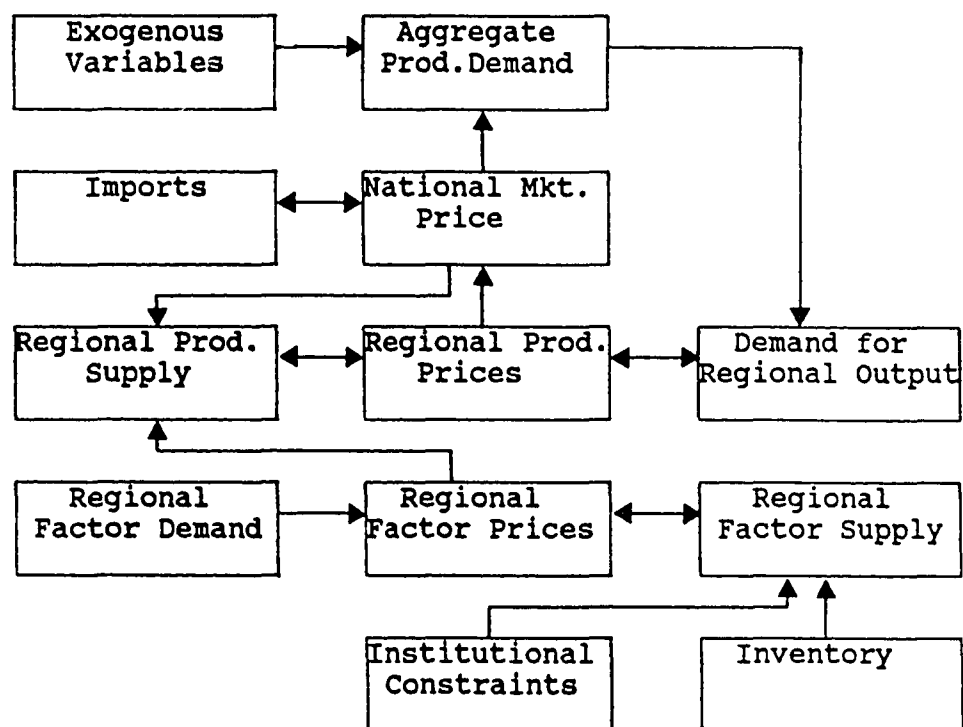 Exogenous
Variables
Aggregate
Prod.Demand
Imports
National Mkt.
Price
Regional Prod.
Supply
Regional Prod.
Prices
Demand for
Regional Output
Regional
Factor Demand
Regional
Factor Prices
Regional
Factor Supply
Institutional
Constraints
Inventory